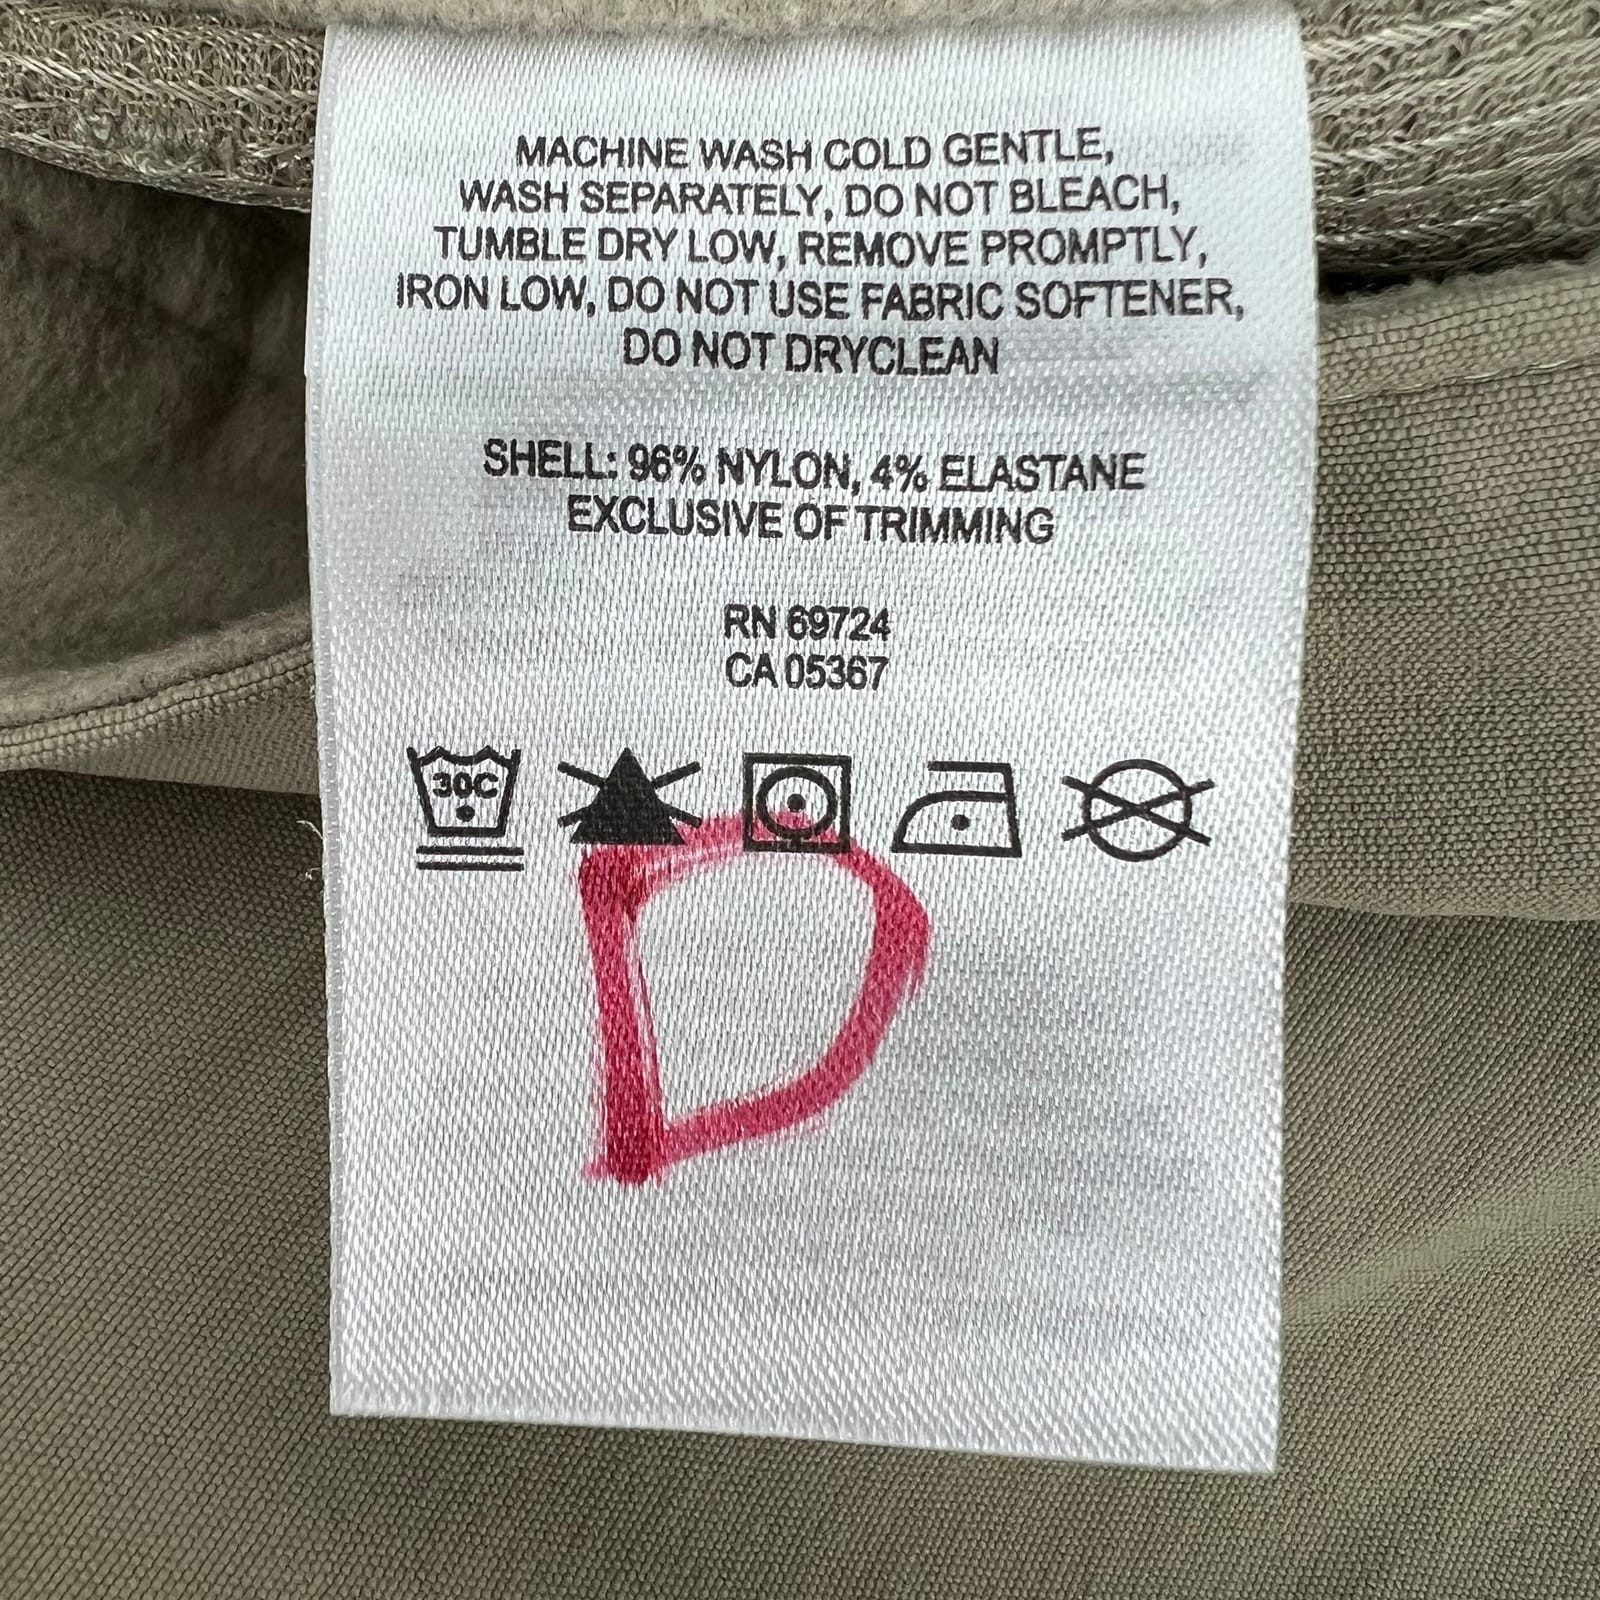 MACHINE WASH COLD GENTLE,
WASH SEPARATELY, DO NOT BLEACH,
TUMBLE DRY LOW, REMOVE PROMPTLY,
IRON LOW, DO NOT USE FABRIC SOFTENER,
DO NOT DRYCLEAN
SHELL: 96% NYLON, 4% ELASTANE
EXCLUSIVE OF TRIMMING
RN 69724
CA 05367
30C
D